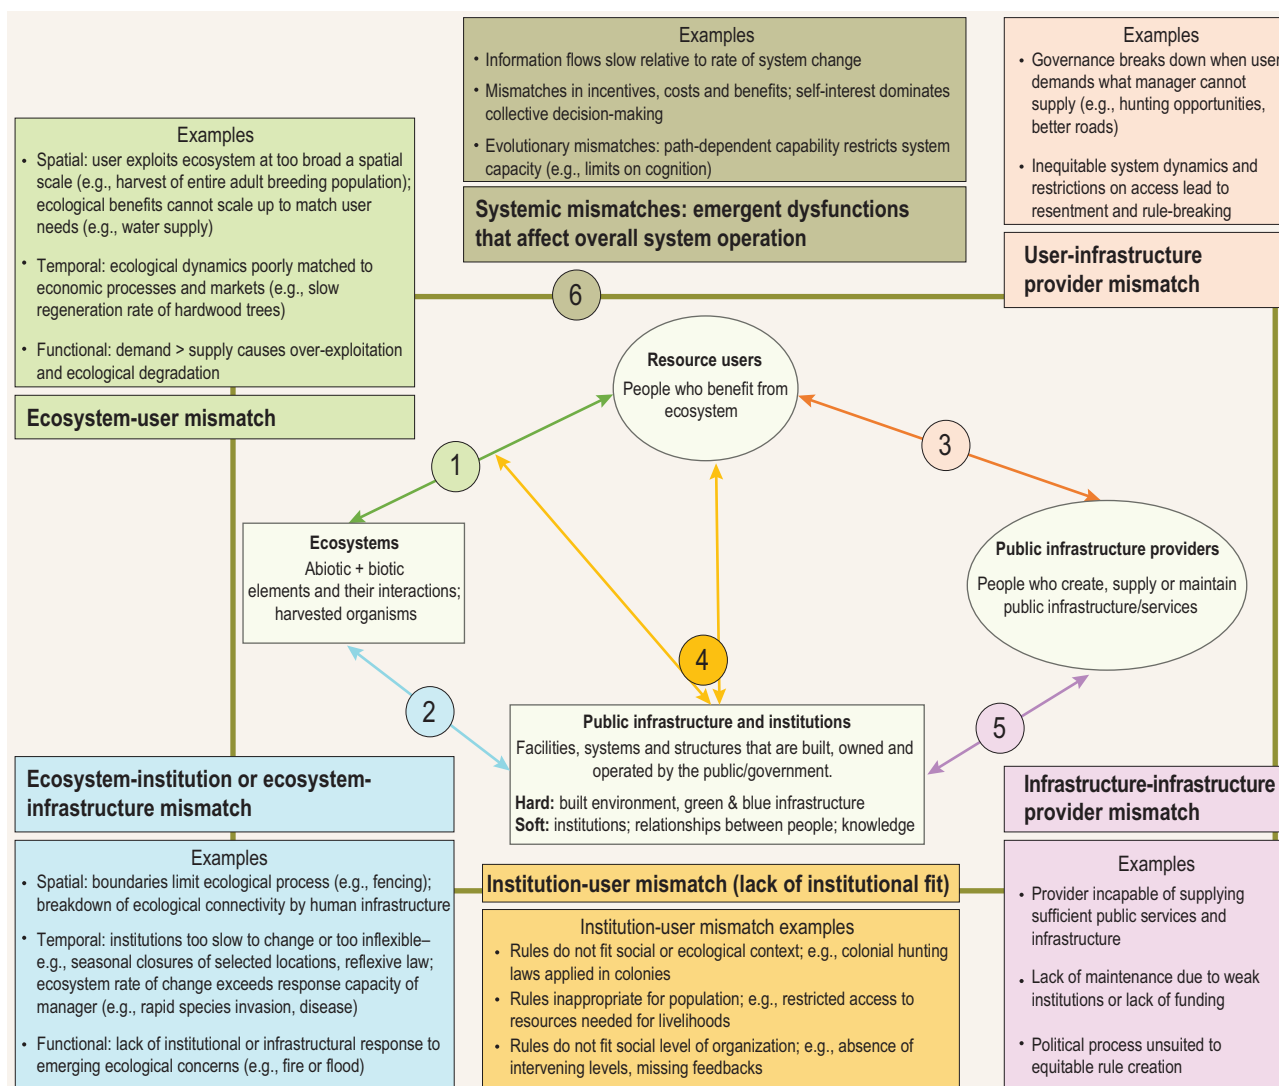 Examples
• Information flows slow relative to rate of system change
• Mismatches in incentives, costs and benefits; self-interest dominates
collective decision-making
• Evolutionary mismatches: path-dependent capability restricts system
capacity (e.g., limits on cognition)
Systemic mismatches: emergent dysfunctions
that affect overall system operation
Examples
• Governance breaks down when user
demands what manager cannot
supply (e.g., hunting opportunities,
better roads)
• Inequitable system dynamics and
restrictions on access lead to
resentment and rule-breaking
User-infrastructure
provider mismatch
Examples
• Spatial: user exploits ecosystem at too broad a spatial
scale (e.g., harvest of entire adult breeding population);
ecological benefits cannot scale up to match user
needs (e.g., water supply)
• Temporal: ecological dynamics poorly matched to
economic processes and markets (e.g., slow
regeneration rate of hardwood trees)
• Functional: demand > supply causes over-exploitation
and ecological degradation
Ecosystem-user mismatch
6
Resource users
People who benefit from
ecosystem
1
3
Ecosystems
Abiotic + biotic
elements and their interactions;
harvested organisms
Public infrastructure providers
People who create, supply or maintain
public infrastructure/services
4
2
5
Public infrastructure and institutions
Facilities, systems and structures that are built, owned and
operated by the public/government.
Hard: built environment, green & blue infrastructure
Soft: institutions; relationships between people; knowledge
Ecosystem-institution or ecosystem-
infrastructure mismatch
Examples
• Spatial: boundaries limit ecological process (e.g., fencing);
breakdown of ecological connectivity by human infrastructure
• Temporal: institutions too slow to change or too inflexible–
e.g., seasonal closures of selected locations, reflexive law;
ecosystem rate of change exceeds response capacity of
manager (e.g., rapid species invasion, disease)
• Functional: lack of institutional or infrastructural response to
emerging ecological concerns (e.g., fire or flood)
Institution-user mismatch (lack of institutional fit)
Institution-user mismatch examples
• Rules do not fit social or ecological context; e.g., colonial hunting
laws applied in colonies
• Rules inappropriate for population; e.g., restricted access to
resources needed for livelihoods
• Rules do not fit social level of organization; e.g., absence of
intervening levels, missing feedbacks
Infrastructure-infrastructure
provider mismatch
Examples
• Provider incapable of supplying
sufficient public services and
infrastructure
• Lack of maintenance due to weak
institutions or lack of funding
• Political process unsuited to
equitable rule creation